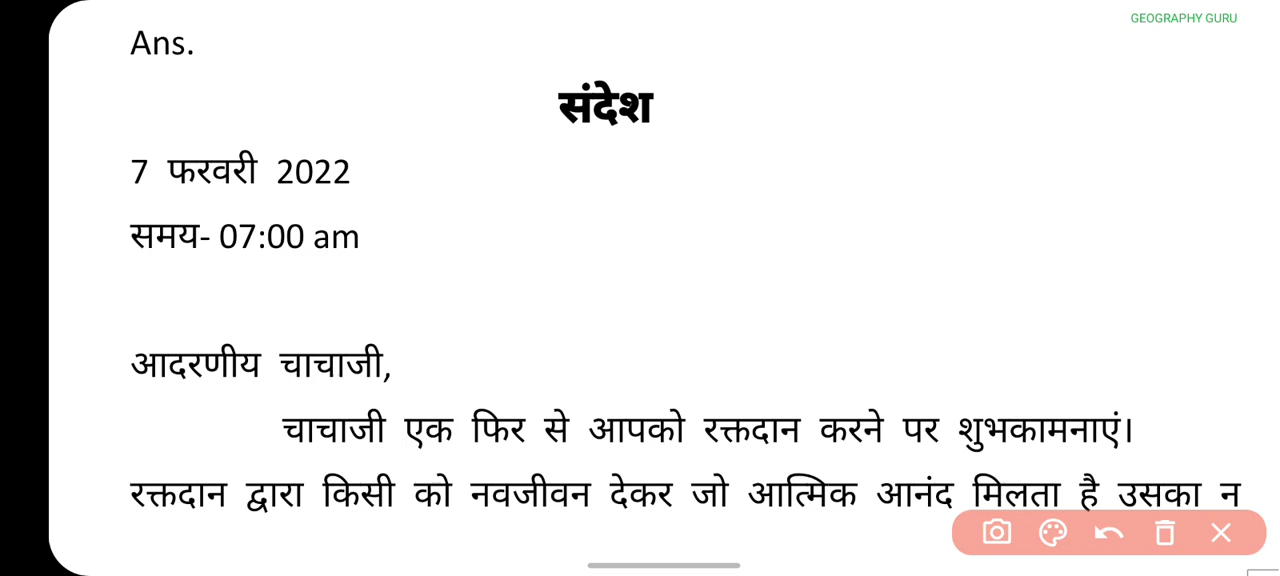 GEOGRAPHY GURU
Ans.
संदेश
7 फरवरी 2022
समय- 07:00 am
आदरणीय चाचाजी,
चाचाजी एक फिर से आपको रक्तदान करने पर शुभकामनाएं।
रक्तदान द्वारा किसी को नवजीवन देकर जो आत्मिक आनंद मिलता है उसका न